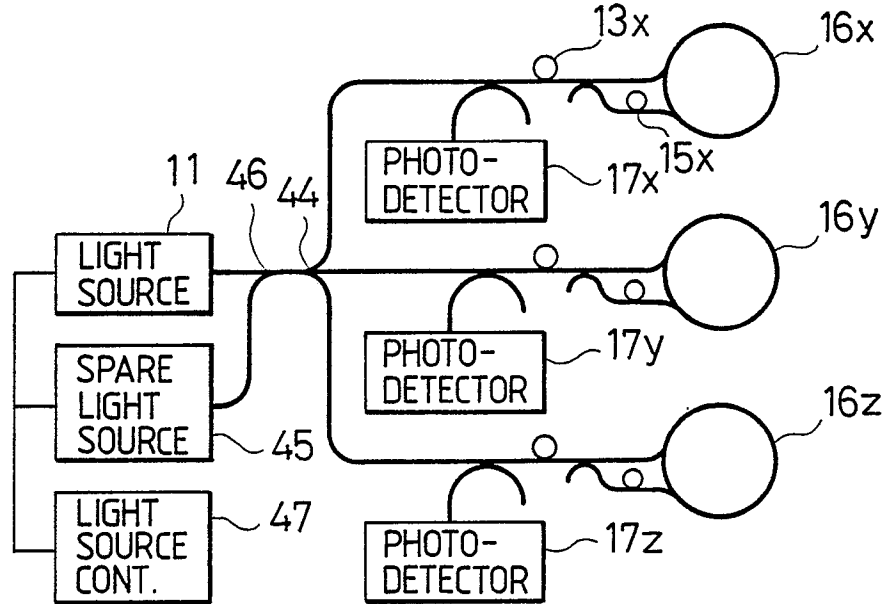 13x
16x
PHOTO-
DETECTOR
17x
15x
11
46
44
LIGHT
SOURCE
16y
SPARE
LIGHT
SOURCE
45
PHOTO-
DETECTOR
17y
16z
LIGHT
SOURCE
CONT.
47
PHOTO-
DETECTOR
17z